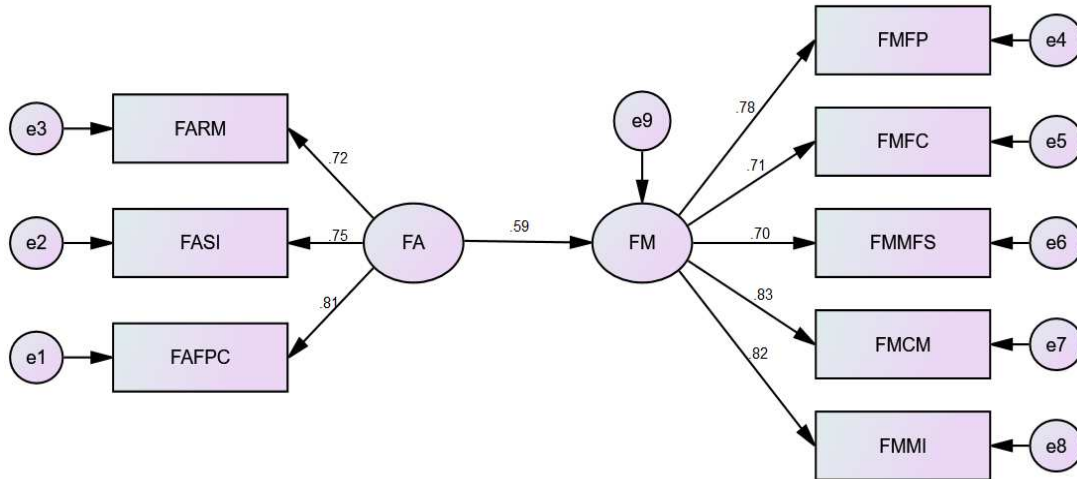 FMFP
e4
e3
FARM
e9
.78
FMFC
e5
.72
.71
e2
FASI
.75
FA
.59
FM
.70
FMMFS
e6
.81
.83
e1
FAFPC
FMCM
e7
.82
FMMI
e8